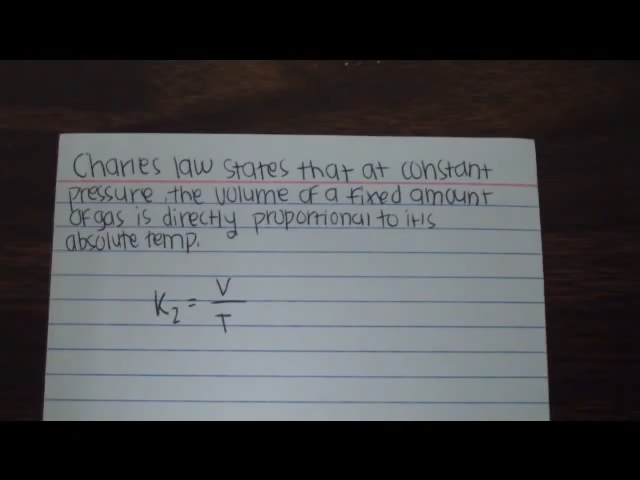 Charles law states that at constant
pressure, the volume of a fixed amount
of gas is directly proportional to its
absolute temp.
K₂ = V
T